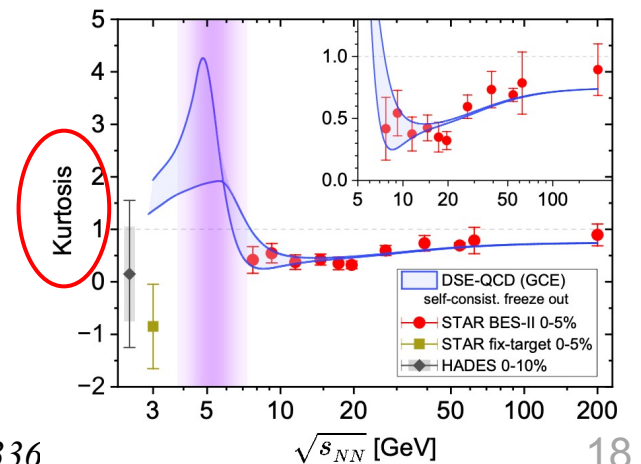 5
4
3
2
1
0
−1
−2
Kurtosis
1.0
0.5
0.0
5 10 20 50 100
DSE-QCD (GCE)
self-consist. freeze out
STAR BES-II 0-5%
STAR fix-target 0-5%
HADES 0-10%
3 5 10 20 50 100 200
√s_NN [GeV]
336
18